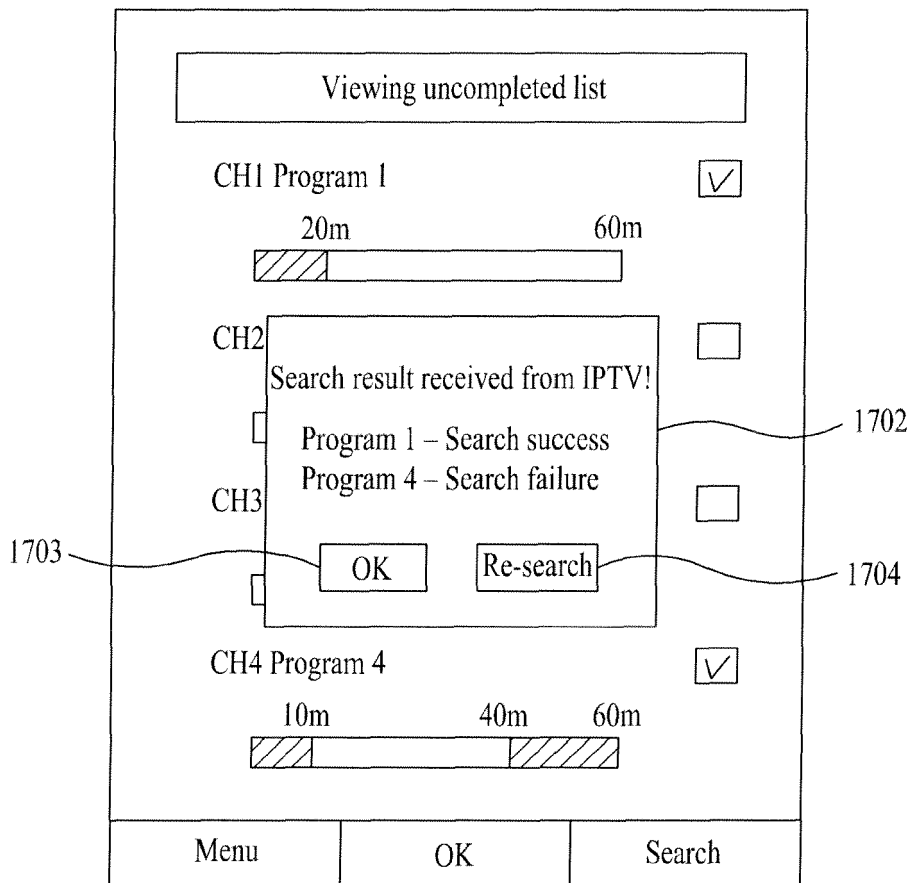 Viewing uncompleted list
CH1 Program 1
20m 60m
CH2
Search result received from IPTV!
1702
Program 1 – Search success
Program 4 – Search failure
CH3
1703
OK Re-search
1704
CH4 Program 4
10m 40m 60m
Menu OK Search